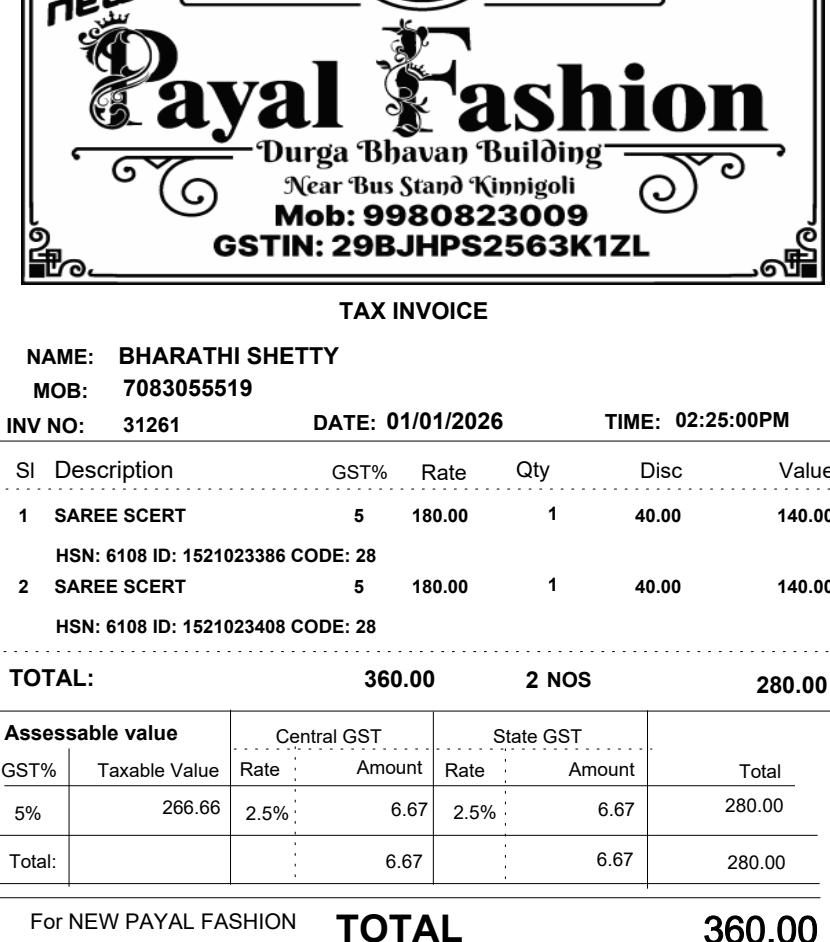 new
Payal Fashion
Durga Bhavan Building
Near Bus Stand Kinnigoli
Mob: 9980823009
GSTIN: 29BJHPS2563K1ZL
TAX INVOICE
NAME: BHARATHI SHETTY
MOB: 7083055519
INV NO: 31261 DATE: 01/01/2026 TIME: 02:25:00PM
Sl Description GST% Rate Qty Disc Value
1 SAREE SCERT 5 180.00 1 40.00 140.00
HSN: 6108 ID: 1521023386 CODE: 28
2 SAREE SCERT 5 180.00 1 40.00 140.00
HSN: 6108 ID: 1521023408 CODE: 28
TOTAL: 360.00 2 NOS 280.00
Assessable value Central GST State GST
GST% Taxable Value Rate Amount Rate Amount Total
5% 266.66 2.5% 6.67 2.5% 6.67 280.00
Total: 6.67 6.67 280.00
For NEW PAYAL FASHION TOTAL 360.00